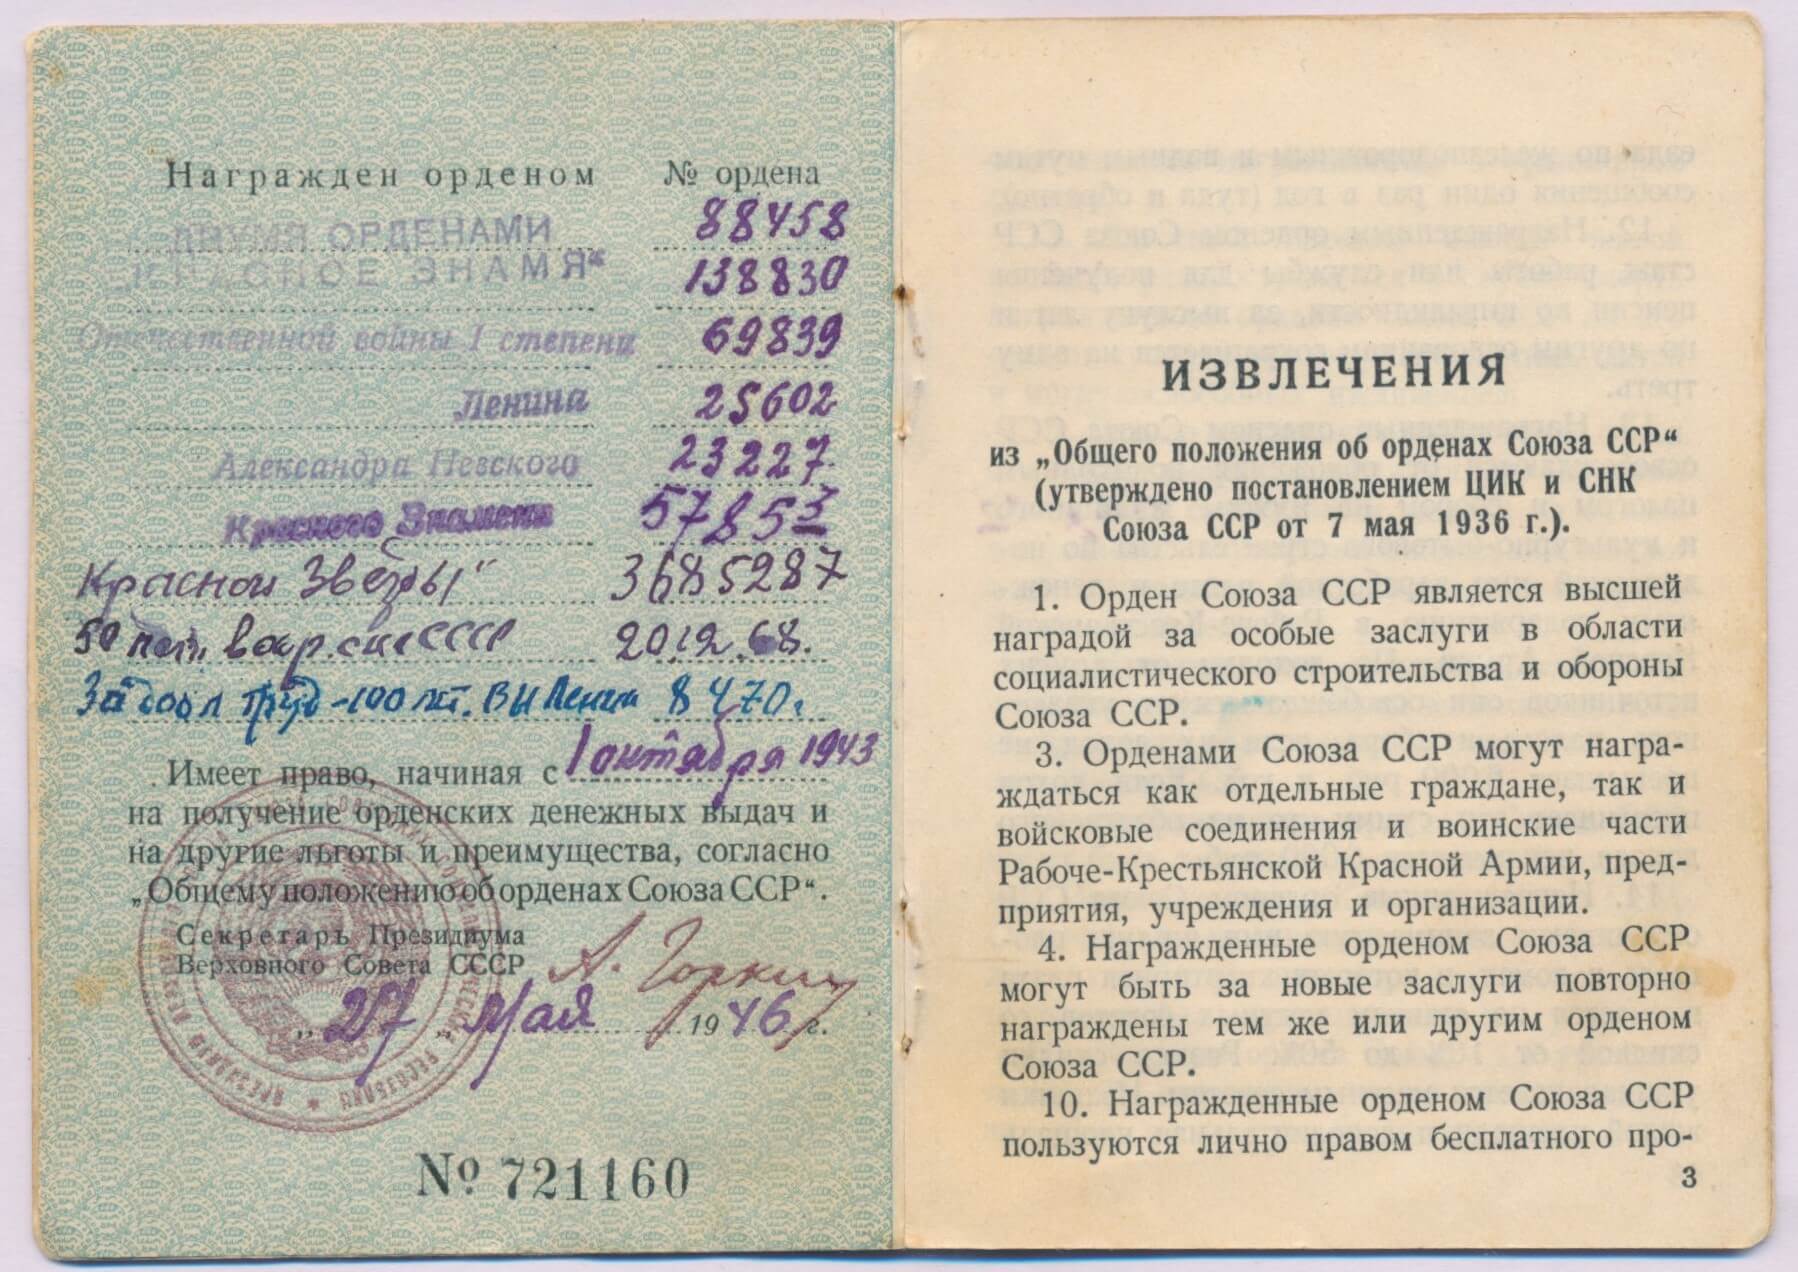 Награжден орденом № ордена
ДВУМЯ ОРДЕНАМИ 88458
„КРАСНОЕ ЗНАМЯ“ 138830
Отечественной войны I степени 69839
Ленина 25602
Александра Невского 23227
Красного Знамени 57853
Красной Звезды" 3685287
50 лет. СССР 20.12.68.
За добл труд-100 лт. В И Ленин 8 4 70г
Имеет право, начиная с 1 октября 1943
на получение орденских денежных выдач и
на другие льготы и преимущества, согласно
„Общему положению об орденах Союза ССР“.
Секретарь Президиума
Верховного Совета СССР А. Горкин
„27„ Мая 1946 г.
№ 721160
ИЗВЛЕЧЕНИЯ
из „Общего положения об орденах Союза ССР“
(утверждено постановлением ЦИК и СНК
Союза ССР от 7 мая 1936 г.).
1. Орден Союза ССР является высшей
наградой за особые заслуги в области
социалистического строительства и обороны
Союза ССР.
3. Орденами Союза ССР могут награ-
ждаться как отдельные граждане, так и
войсковые соединения и воинские части
Рабоче-Крестьянской Красной Армии, пред-
приятия, учреждения и организации.
4. Награжденные орденом Союза ССР
могут быть за новые заслуги повторно
награждены тем же или другим орденом
Союза ССР.
10. Награжденные орденом Союза ССР
пользуются лично правом бесплатного про-
3